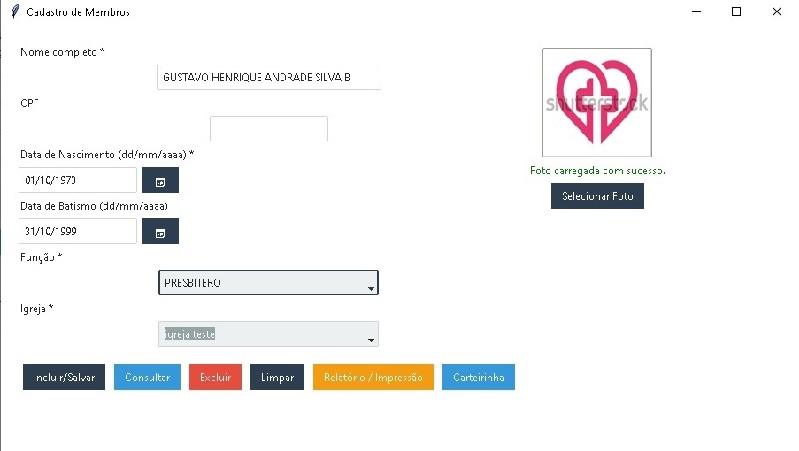 Cadastro de Membros
Nome completo *
GUSTAVO HENRIQUE ANDRADE SILVA B
CPF
Data de Nascimento (dd/mm/aaaa) *
01/10/1973
Data de Batismo (dd/mm/aaaa)
31/10/1999
Função *
PRESBITERO
Igreja *
igreja teste
shutterstock
Foto carregada com sucesso.
Selecionar Foto
Incluir/Salvar Consultar Excluir Limpar Relatório / Impressão Carteirinha